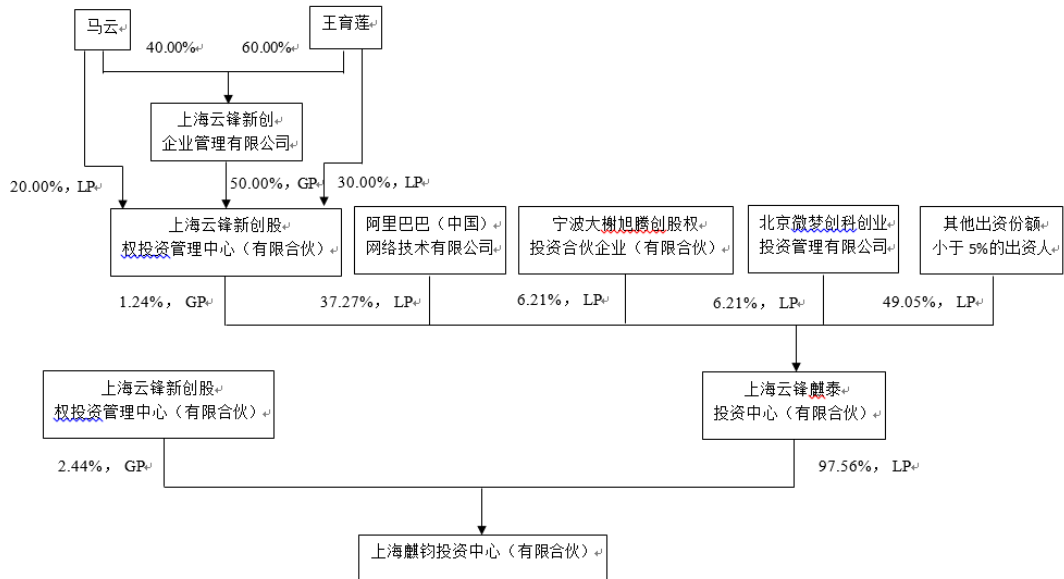 马云
王育莲
40.00%
60.00%
上海云锋新创
企业管理有限公司
20.00%，LP
50.00%，GP
30.00%，LP
上海云锋新创股
权投资管理中心（有限合伙）
阿里巴巴（中国）
网络技术有限公司
宁波大榭旭腾创股权
投资合伙企业（有限合伙）
北京微梦创科创业
投资管理有限公司
其他出资份额
小于 5%的出资人
1.24%， GP
37.27%， LP
6.21%， LP
6.21%， LP
49.05%， LP
上海云锋新创股
权投资管理中心（有限合伙）
上海云锋麒泰
投资中心（有限合伙）
2.44%， GP
97.56%， LP
上海麒钧投资中心（有限合伙）